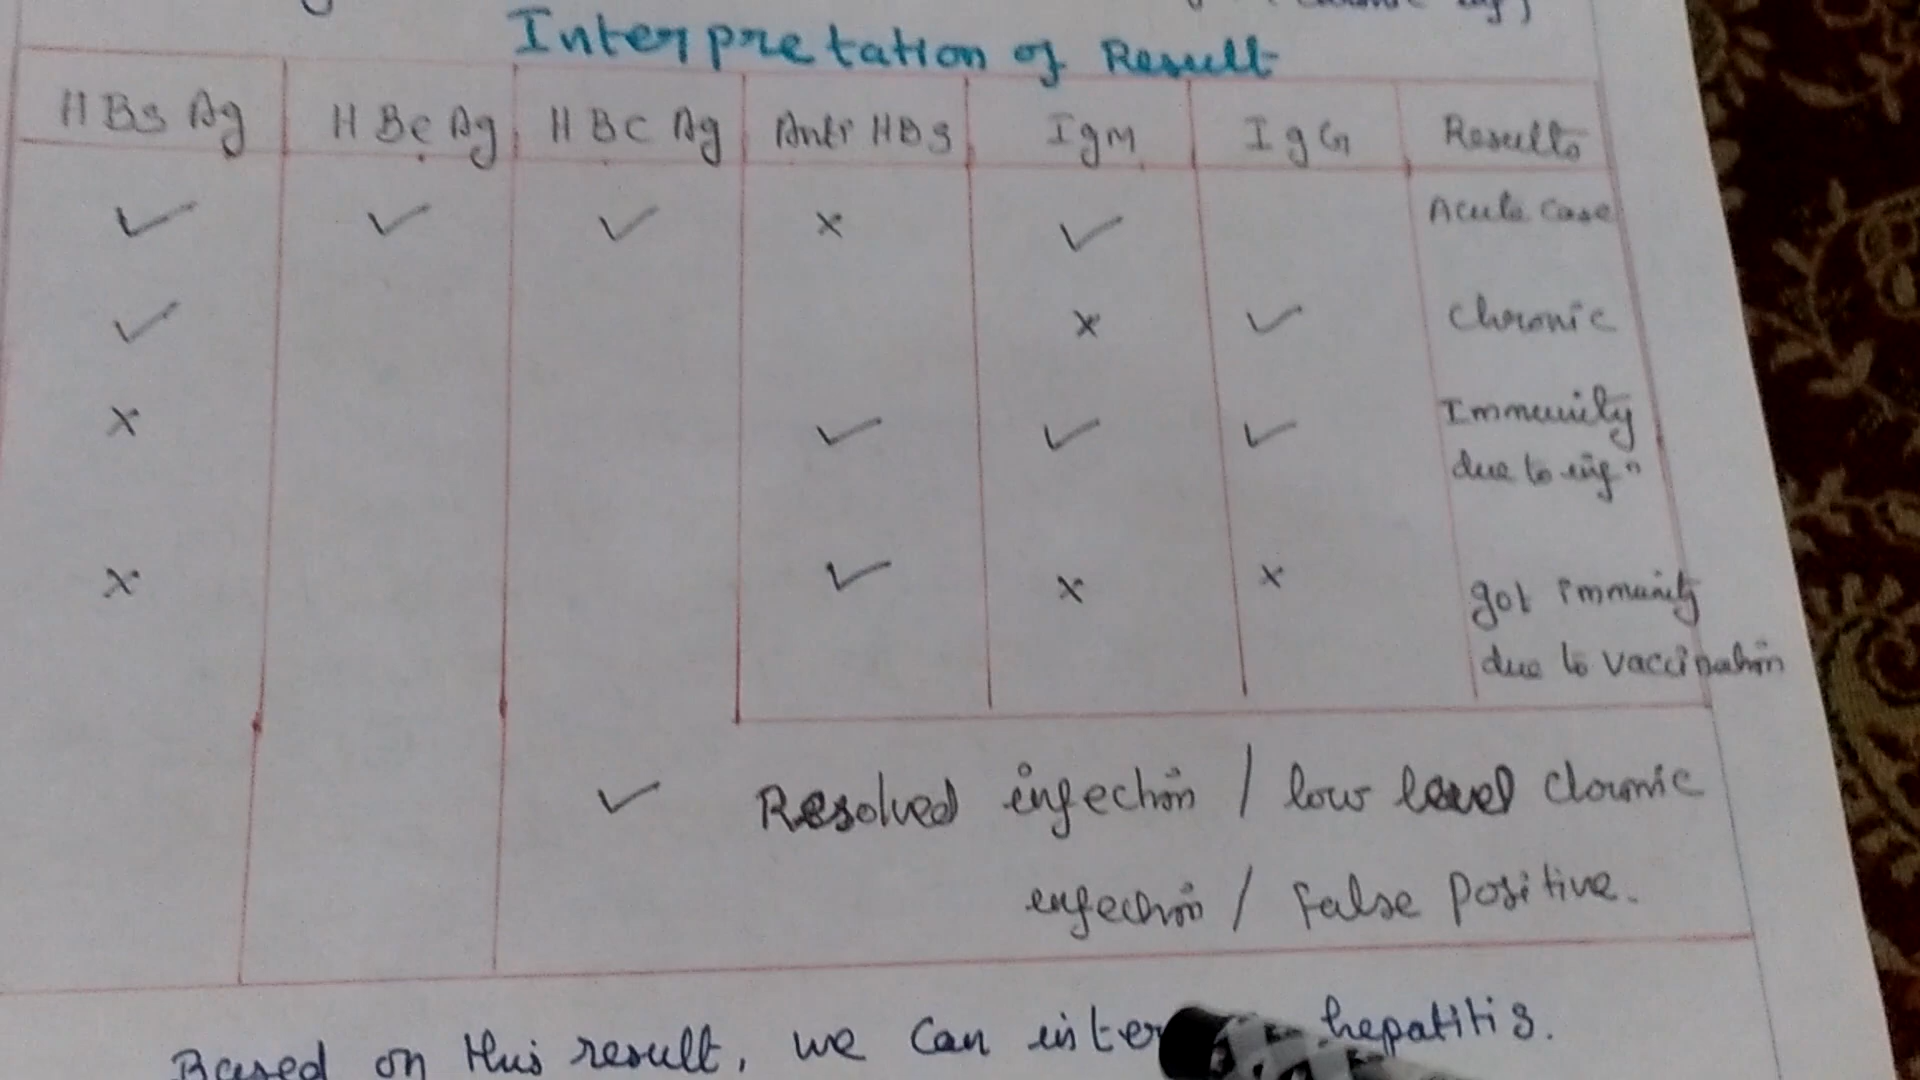 Interpretation of Result
HBs Ag HBe Ag HBC Ag Anti HBs IgM IgG Results
✓ ✓ ✓ x ✓ Acute case
✓ x ✓ chronic
x ✓ ✓ ✓ Immunity
due to infn
x ✓ x x got immunity
due to vaccination
✓ Resolved infection / low level chronic
infection / False positive.
Based on this result, we can inter hepatitis.